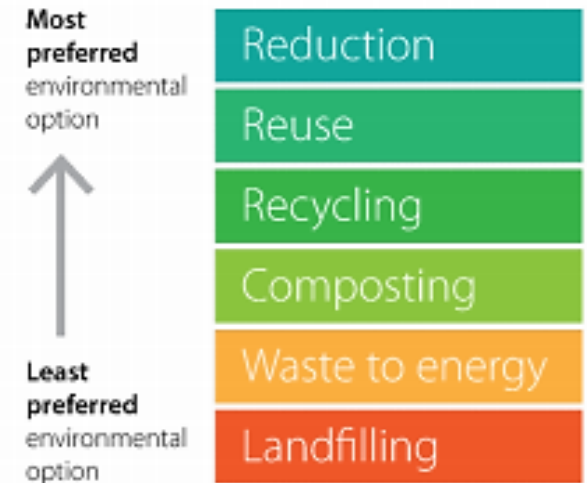 Most
preferred
environmental
option
Least
preferred
environmental
option
Reduction
Reuse
Recycling
Composting
Waste to energy
Landfilling